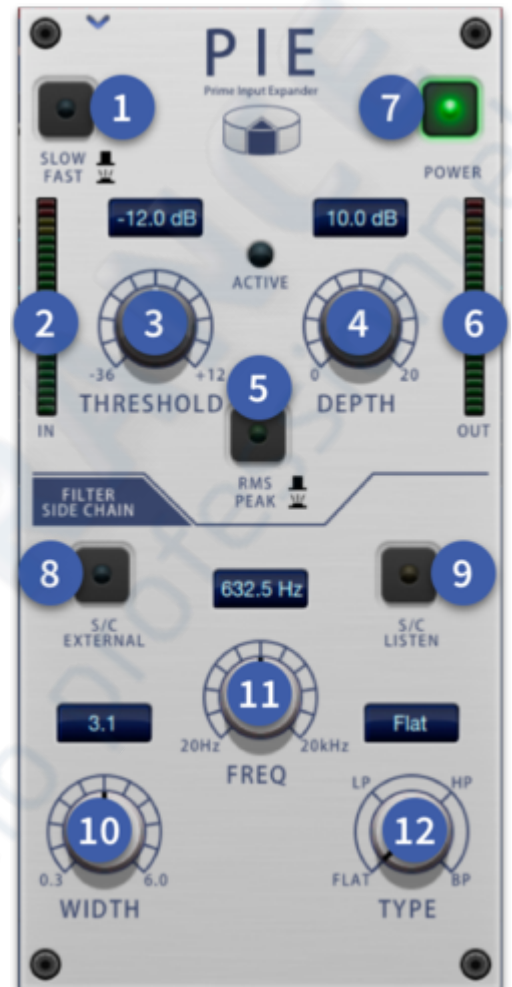 PIE
Prime Input Expander
1
7
SLOW
FAST
POWER
-12.0 dB
10.0 dB
ACTIVE
2
3
4
6
-36
+12
0
20
THRESHOLD
5
DEPTH
IN
OUT
RMS
PEAK
FILTER
SIDE CHAIN
8
9
632.5 Hz
S/C
EXTERNAL
S/C
LISTEN
11
3.1
20Hz
20kHz
Flat
FREQ
LP
HP
10
12
0.3
6.0
FLAT
BP
WIDTH
TYPE